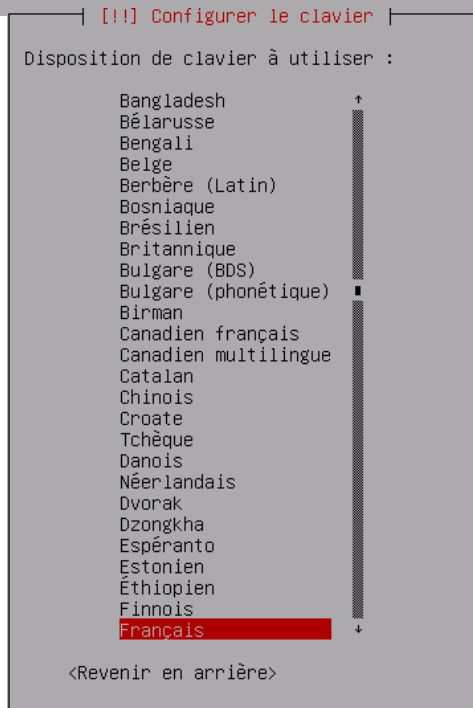 [!!] Configurer le clavier
Disposition de clavier à utiliser :
Bangladesh
Bélarusse
Bengali
Belge
Berbère (Latin)
Bosniaque
Brésilien
Britannique
Bulgare (BDS)
Bulgare (phonétique)
Birman
Canadien français
Canadien multilingue
Catalan
Chinois
Croate
Tchèque
Danois
Néerlandais
Dvorak
Dzongkha
Espéranto
Estonien
Éthiopien
Finnois
Français
<Revenir en arrière>